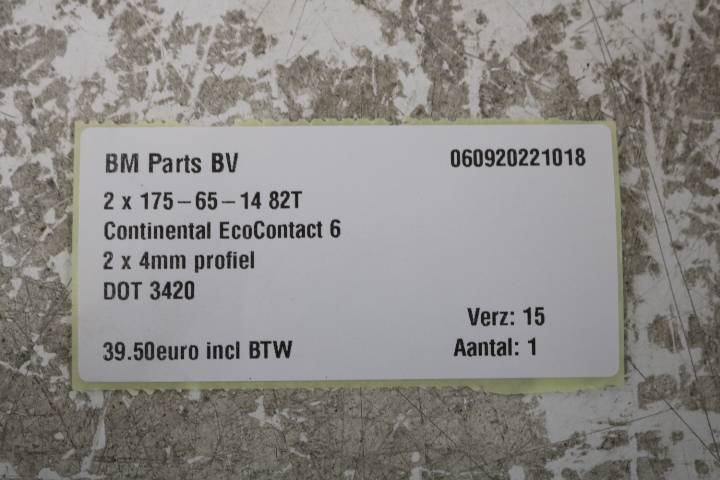 BM Parts BV 060920221018
2 x 175-65-14 82T
Continental EcoContact 6
2 x 4mm profiel
DOT 3420
Verz: 15
39.50euro incl BTW Aantal: 1